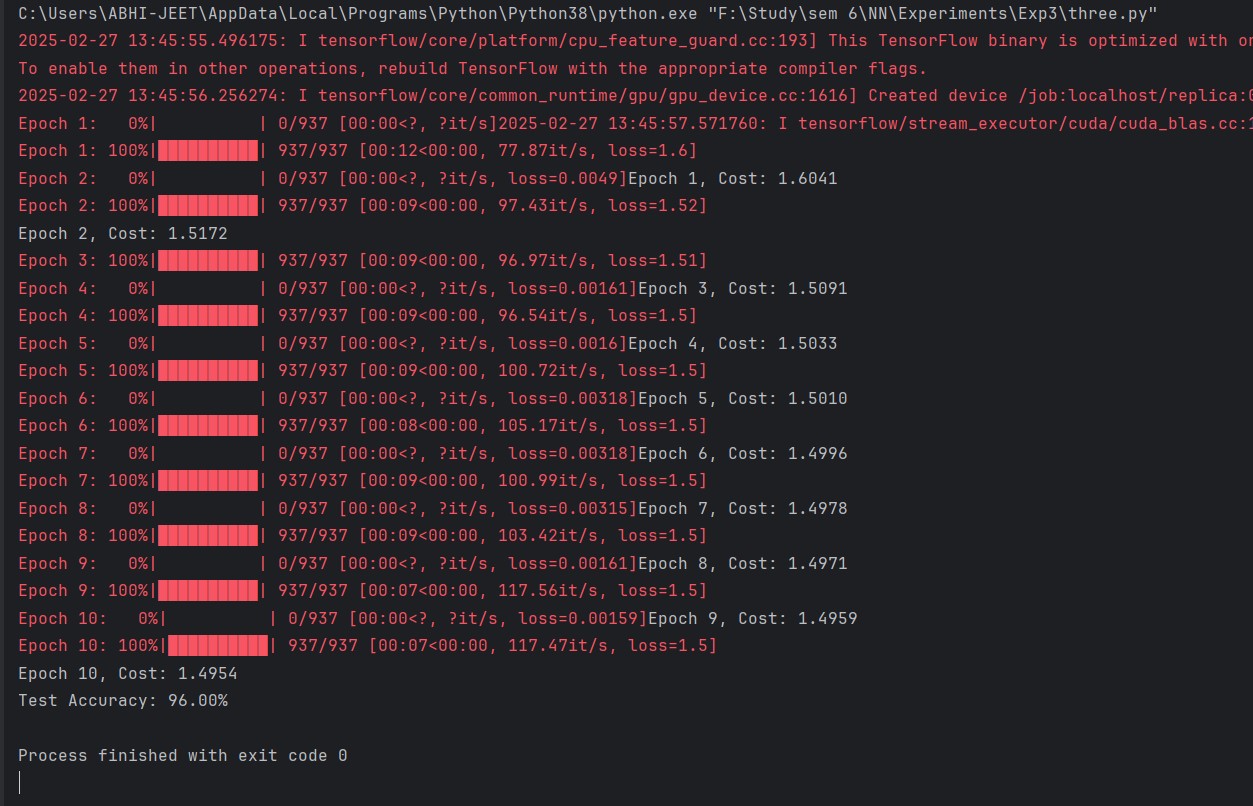 C:\Users\ABHI-JEET\AppData\Local\Programs\Python\Python38\python.exe "F:\Study\sem 6\NN\Experiments\Exp3\three.py"
2025-02-27 13:45:55.496175: I tensorflow/core/platform/cpu_feature_guard.cc:193] This TensorFlow binary is optimized with
To enable them in other operations, rebuild TensorFlow with the appropriate compiler flags.
2025-02-27 13:45:56.256274: I tensorflow/core/common_runtime/gpu/gpu_device.cc:1616] Created device /job:localhost/replica:
Epoch 1:   0%|          | 0/937 [00:00<?, ?it/s]2025-02-27 13:45:57.571760: I tensorflow/stream_executor/cuda/cuda_blas.cc:
Epoch 1: 100%|██████████| 937/937 [00:12<00:00, 77.87it/s, loss=1.6]
Epoch 2:   0%|          | 0/937 [00:00<?, ?it/s, loss=0.0049]Epoch 1, Cost: 1.6041
Epoch 2: 100%|██████████| 937/937 [00:09<00:00, 97.43it/s, loss=1.52]
Epoch 2, Cost: 1.5172
Epoch 3: 100%|██████████| 937/937 [00:09<00:00, 96.97it/s, loss=1.51]
Epoch 4:   0%|          | 0/937 [00:00<?, ?it/s, loss=0.00161]Epoch 3, Cost: 1.5091
Epoch 4: 100%|██████████| 937/937 [00:09<00:00, 96.54it/s, loss=1.5]
Epoch 5:   0%|          | 0/937 [00:00<?, ?it/s, loss=0.0016]Epoch 4, Cost: 1.5033
Epoch 5: 100%|██████████| 937/937 [00:09<00:00, 100.72it/s, loss=1.5]
Epoch 6:   0%|          | 0/937 [00:00<?, ?it/s, loss=0.00318]Epoch 5, Cost: 1.5010
Epoch 6: 100%|██████████| 937/937 [00:08<00:00, 105.17it/s, loss=1.5]
Epoch 7:   0%|          | 0/937 [00:00<?, ?it/s, loss=0.00318]Epoch 6, Cost: 1.4996
Epoch 7: 100%|██████████| 937/937 [00:09<00:00, 100.99it/s, loss=1.5]
Epoch 8:   0%|          | 0/937 [00:00<?, ?it/s, loss=0.00315]Epoch 7, Cost: 1.4978
Epoch 8: 100%|██████████| 937/937 [00:09<00:00, 103.42it/s, loss=1.5]
Epoch 9:   0%|          | 0/937 [00:00<?, ?it/s, loss=0.00161]Epoch 8, Cost: 1.4971
Epoch 9: 100%|██████████| 937/937 [00:07<00:00, 117.56it/s, loss=1.5]
Epoch 10:   0%|          | 0/937 [00:00<?, ?it/s, loss=0.00159]Epoch 9, Cost: 1.4959
Epoch 10: 100%|██████████| 937/937 [00:07<00:00, 117.47it/s, loss=1.5]
Epoch 10, Cost: 1.4954
Test Accuracy: 96.00%
Process finished with exit code 0